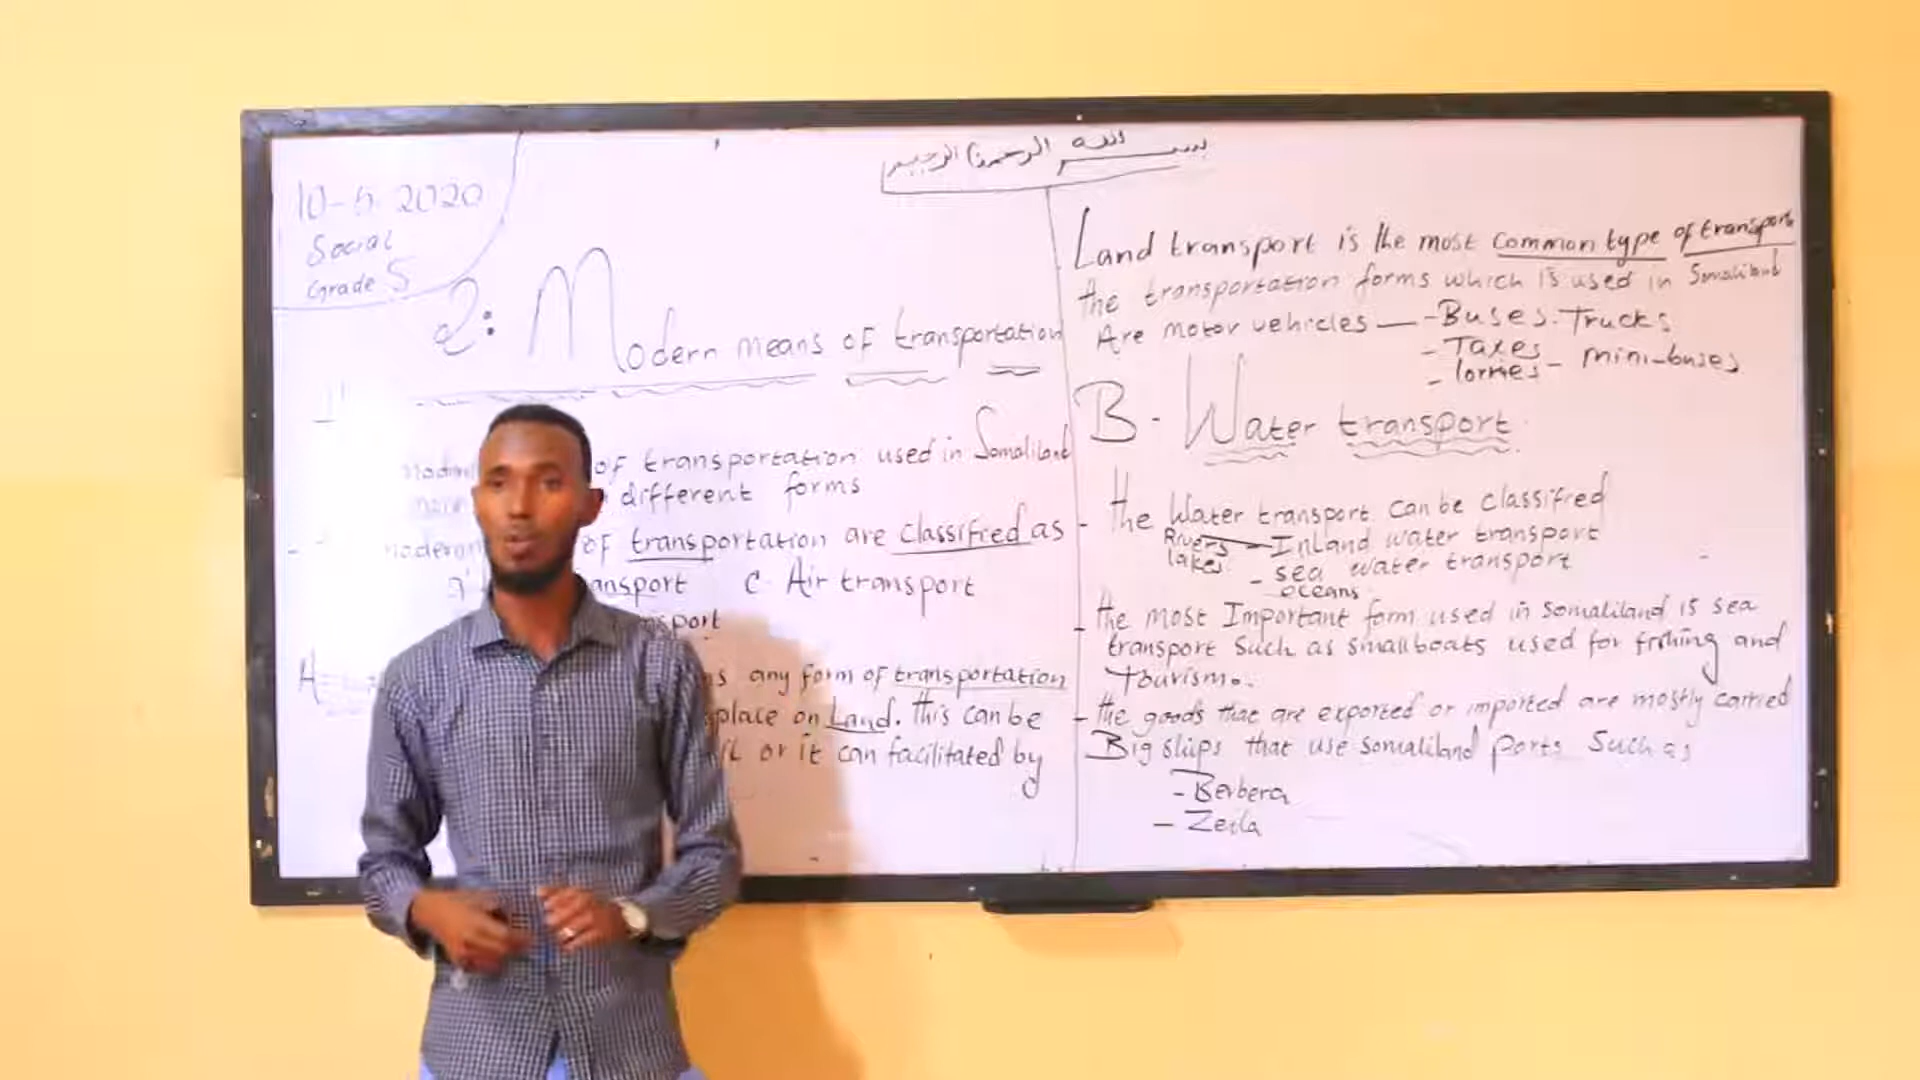 بسم الله الرحمن الرحيم
10-5-2020
Social
Grade 5
2: Modern means of transportation
of transportation used in Somaliland
different forms
of transportation are classified as
ansport C. Air transport
sport
any form of transportation
place on Land. This can be
or it can facilitated by
Land transport is the most common type of transport
the transportation forms which is used in Somaliland
Are motor vehicles — - Buses. Trucks
- Taxes
- lorries - mini-buses
B - Water transport
- the Water transport can be classifred
Rivers - Inland water transport
lakes - sea water transport
oceans
- the most Important form used in somaliland is sea
transport Such as small boats used for fishing and
tourism.
- the goods that are exported or imported are mostly carried
Big ships that use somaliland ports Such as
- Berbera
- Zeila